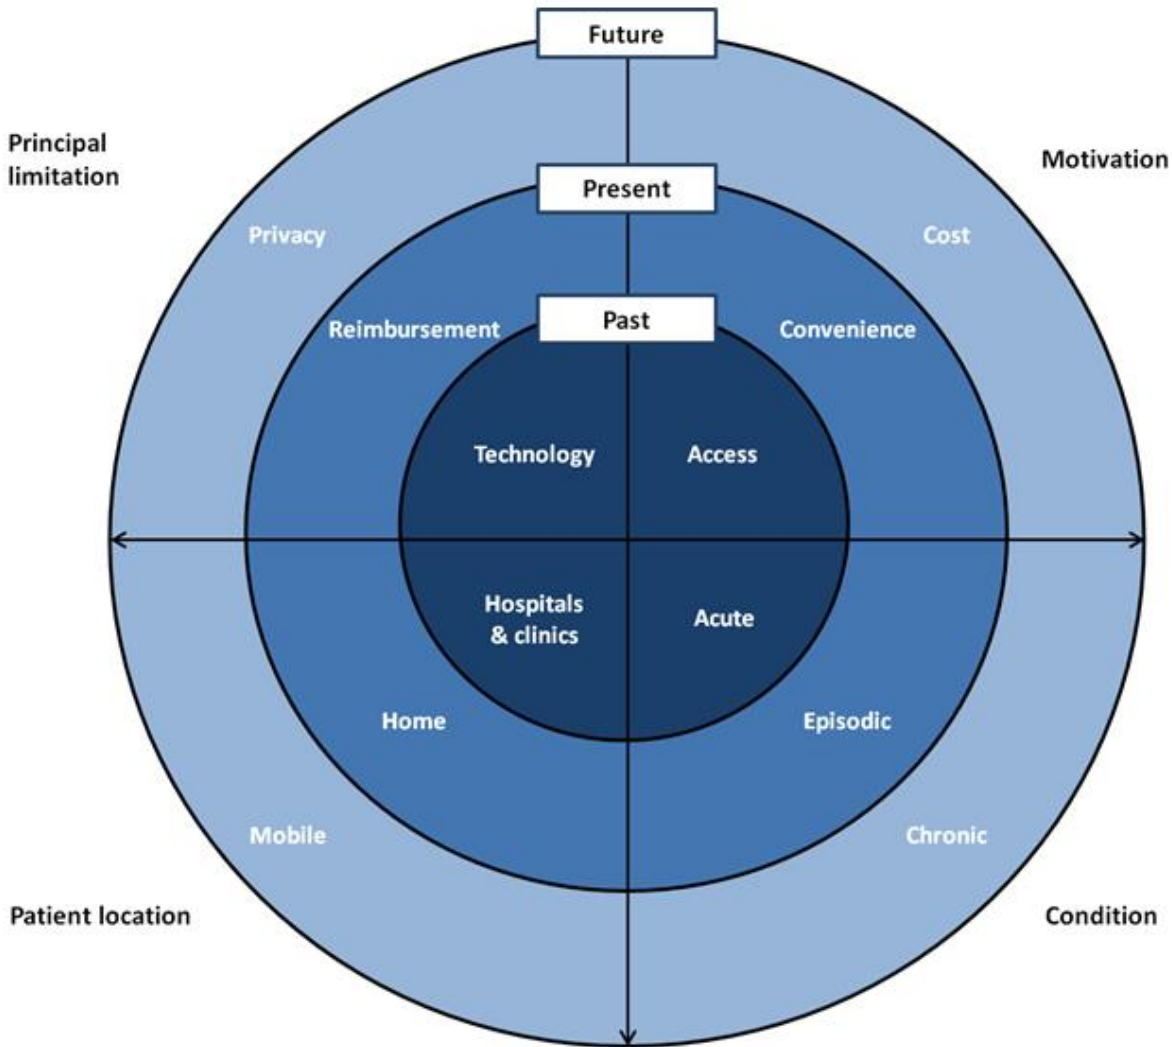 Future
Principal
limitation
Motivation
Present
Privacy
Cost
Past
Reimbursement
Convenience
Technology
Access
Hospitals
& clinics
Acute
Home
Episodic
Mobile
Chronic
Patient location
Condition